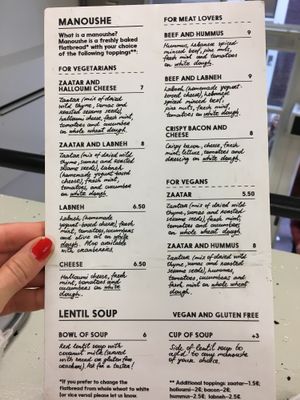 MANOUSHE
What is a manoushe?
Manoushe is a freshly baked
flatbread* with your choice
of the following toppings**:
FOR VEGETARIANS
ZAATAR AND
HALLOUMI CHEESE 7
Zaatar (mix of dried wild
thyme, sumac and
roasted sesame seeds),
halloumi cheese, fresh mint,
tomatoes and cucumber
on white dough.
ZAATAR AND LABNEH 8
Zaatar (mix of dried wild
thyme, sumac and roasted
sesame seeds), labneh
(homemade yogurt-based
cheese), fresh mint,
tomatoes, and cucumber
on white dough.
LABNEH 6.50
Labneh (homemade
yogurt-based cheese), fresh
mint, tomatoes, cucumbers
and olive oil on white
dough. Also available
with cranberries
CHEESE 6.50
Halloumi cheese, fresh
mint, tomatoes and
cucumbers on white
dough.
FOR MEAT LOVERS
BEEF AND HUMMUS 9
Hummus, Lebanese spiced
minced beef, pine nuts,
fresh mint and tomatoes
on white dough.
BEEF AND LABNEH 9
Labneh (homemade yogurt-
based cheese), Lebanese
spiced minced beef,
pine nuts, fresh mint,
tomatoes on white dough.
CRISPY BACON AND
CHEESE 8
Crispy bacon, cheese, fresh
mint, lettuce, tomatoes and
dressing on white dough.
FOR VEGANS
ZAATAR 5.50
Zaatar (mix of dried wild
thyme, sumac and roasted
sesame seeds), fresh mint,
tomatoes and cucumber
on white dough.
ZAATAR AND HUMMUS 8
Zaatar (mix of dried wild
thyme, sumac and roasted
sesame seeds), hummus,
tomatoes, cucumbers and
fresh mint on whole wheat
dough.
LENTIL SOUP VEGAN AND GLUTEN FREE
BOWL OF SOUP 6
Red lentil soup with
coconut milk (served
with bread or gluten free
crackers). Ask for a taster!
CUP OF SOUP +3
Side of lentil soup to
add to any manoushe
of your choice.
*If you prefer to change the
flatbread from whole wheat to white
(or vice versa) please let us know.
** Additional toppings: zaatar—1.5€;
halloumi—2€, bacon—2€;
hummus—2€, labneh—1.5€;
beef—2.5€